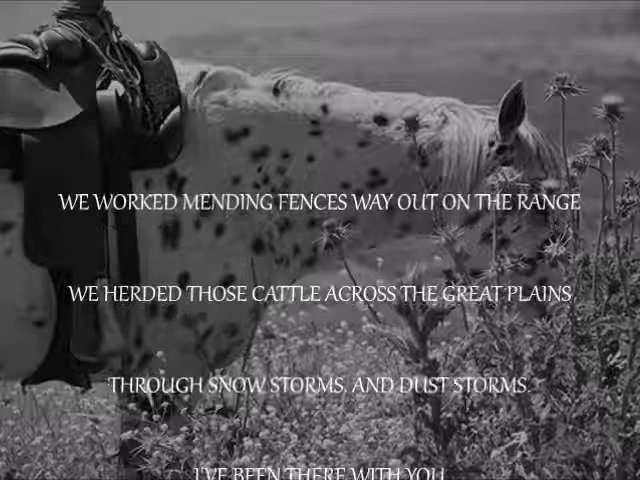 WE WORKED MENDING FENCES WAY OUT ON THE RANGE
WE HERDED THOSE CATTLE ACROSS THE GREAT PLAINS
THROUGH SNOW STORMS, AND DUST STORMS.
I'VE BEEN THERE WITH YOU